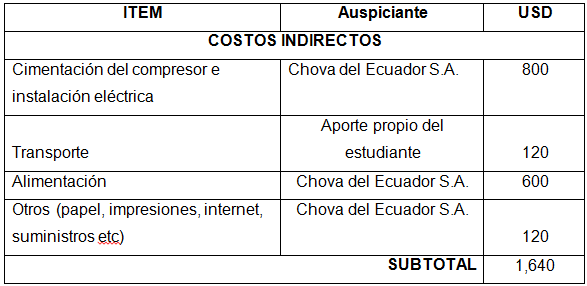 ITEM Auspiciante USD
COSTOS INDIRECTOS
Cimentación del compresor e Chova del Ecuador S.A. 800
instalación eléctrica
Aporte propio del
Transporte estudiante 120
Alimentación Chova del Ecuador S.A. 600
Otros (papel, impresiones, internet, Chova del Ecuador S.A.
suministros etc) 120
SUBTOTAL 1,640